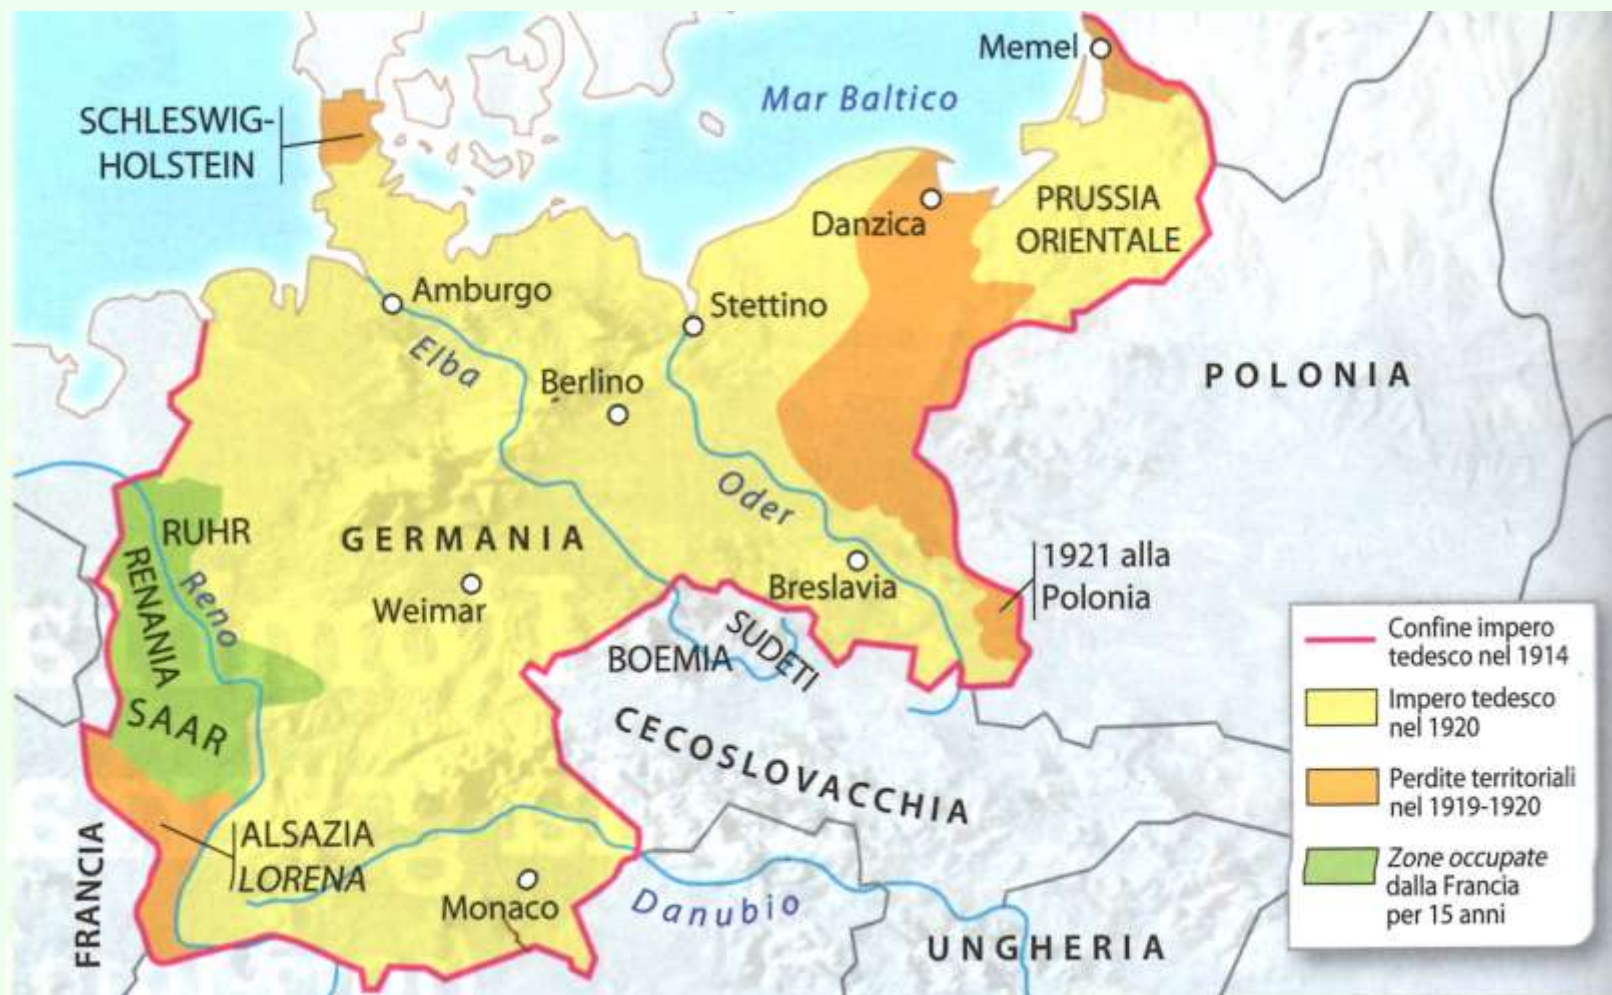 Memel
Mar Baltico
SCHLESWIG-
HOLSTEIN
PRUSSIA
ORIENTALE
Danzica
Amburgo
Stettino
Elba
Berlino
POLONIA
Oder
RUHR
GERMANIA
RENANIA
Reno
Weimar
Breslavia
1921 alla
Polonia
SUDETI
BOEMIA
SAAR
CECOSLOVACCHIA
ALSAZIA
LORENA
FRANCIA
Monaco
Danubio
UNGHERIA
Confine impero
tedesco nel 1914
Impero tedesco
nel 1920
Perdite territoriali
nel 1919-1920
Zone occupate
dalla Francia
per 15 anni